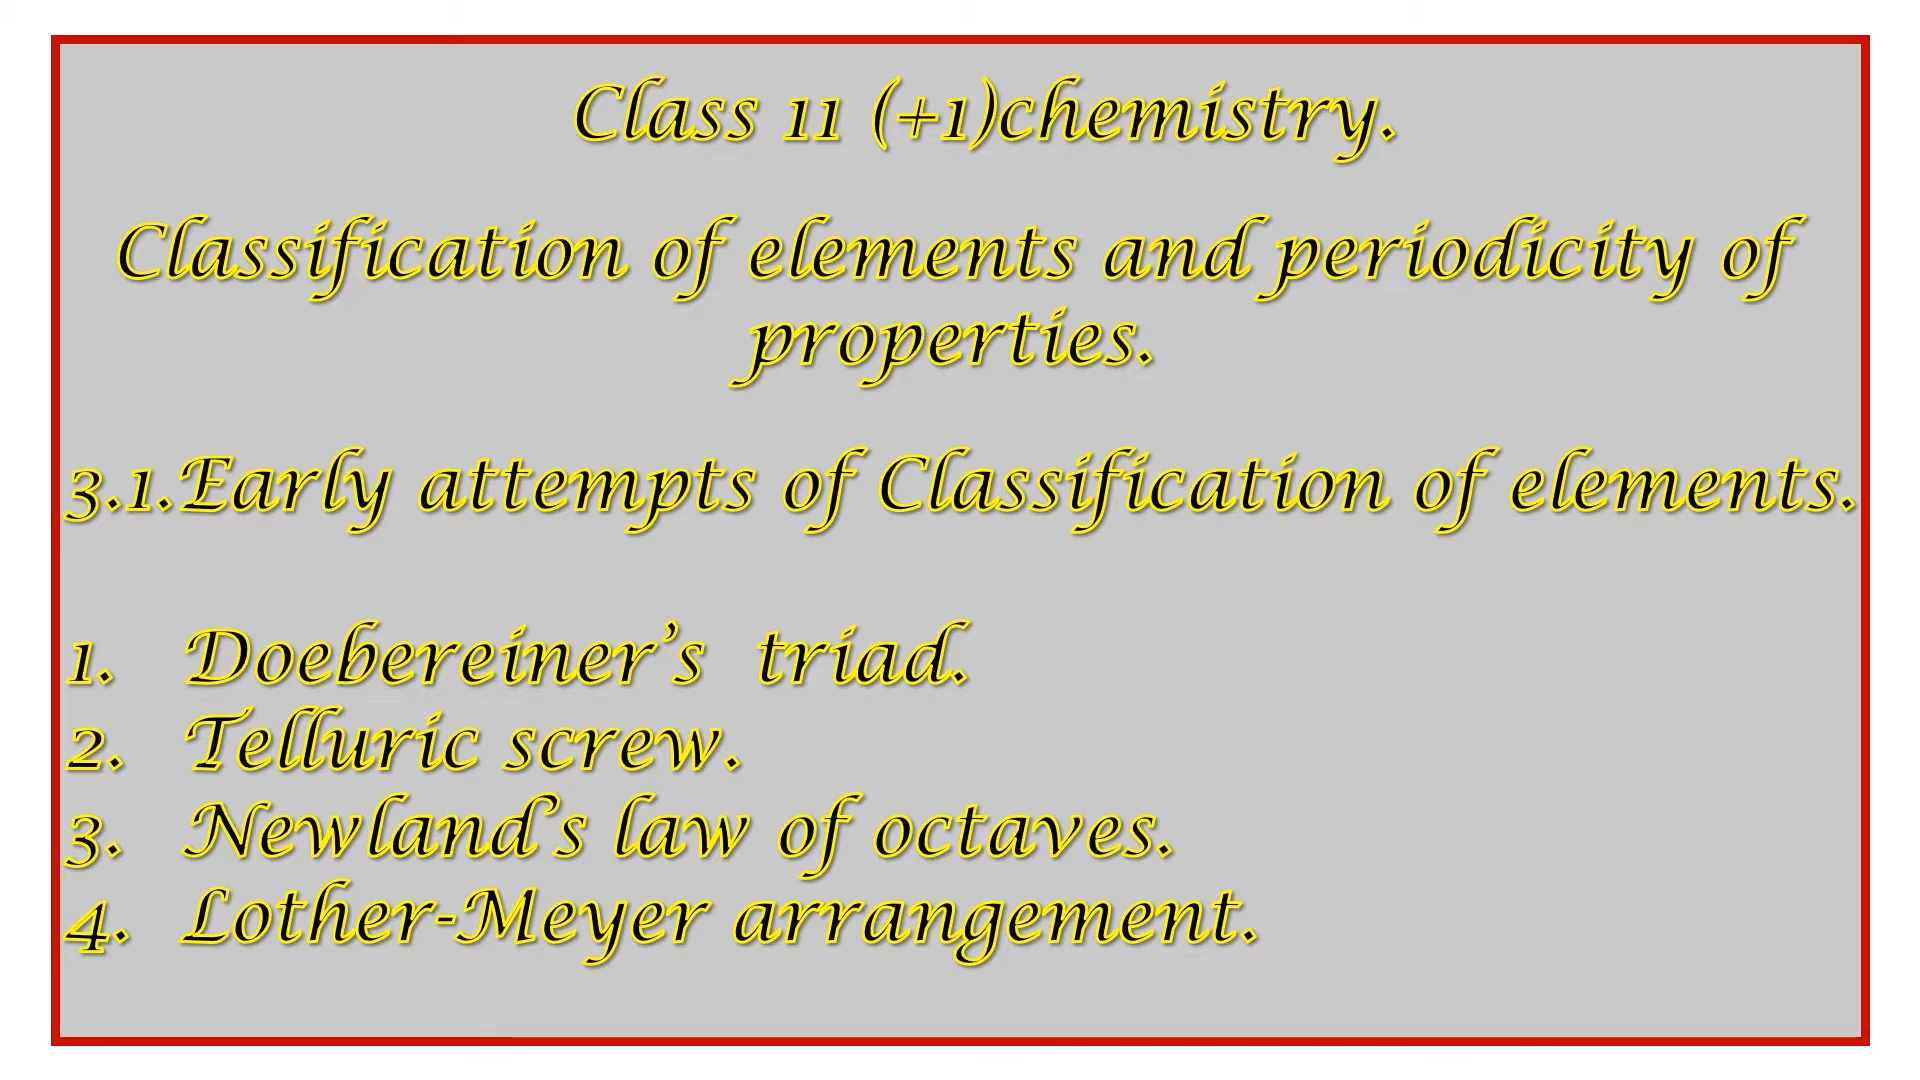 Class 11 (+1)chemistry.
Classification of elements and periodicity of
properties.
3.1.Early attempts of Classification of elements.
1. Doebereiner’s triad.
2. Telluric screw.
3. Newland’s law of octaves.
4. Lother-Meyer arrangement.